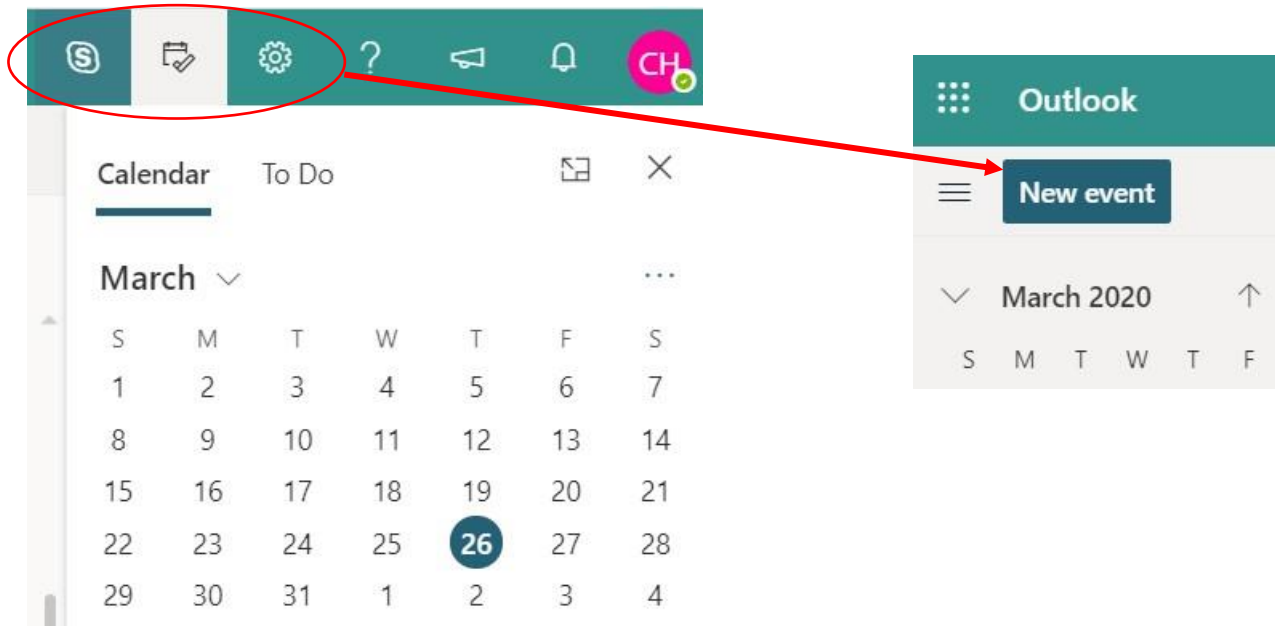 CH
Calendar To Do
March
S M T W T F S
1 2 3 4 5 6 7
8 9 10 11 12 13 14
15 16 17 18 19 20 21
22 23 24 25 26 27 28
29 30 31 1 2 3 4
Outlook
New event
March 2020
S M T W T F